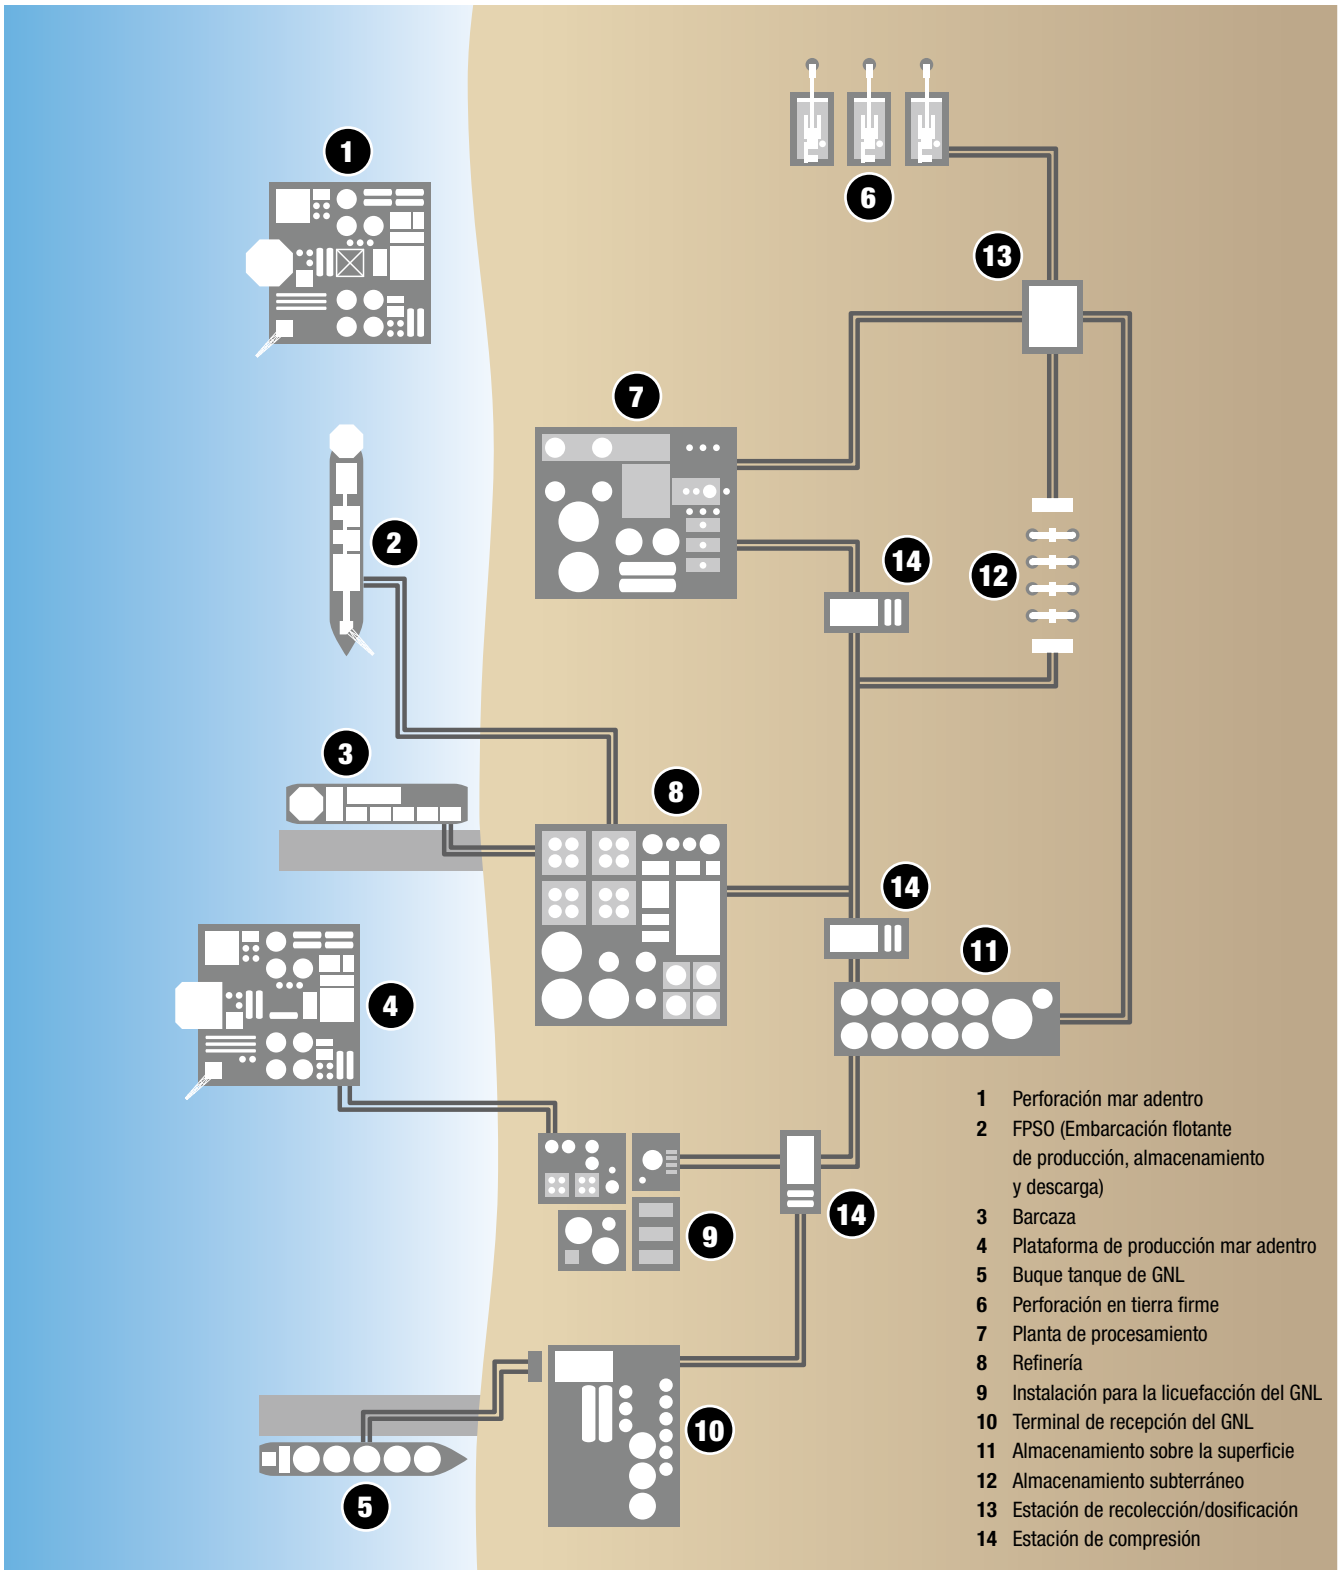 1
6
13
7
2
14
12
3
8
14
11
4
9
14
10
5
1 Perforación mar adentro
2 FPSO (Embarcación flotante
de producción, almacenamiento
y descarga)
3 Barcaza
4 Plataforma de producción mar adentro
5 Buque tanque de GNL
6 Perforación en tierra firme
7 Planta de procesamiento
8 Refinería
9 Instalación para la licuefacción del GNL
10 Terminal de recepción del GNL
11 Almacenamiento sobre la superficie
12 Almacenamiento subterráneo
13 Estación de recolección/dosificación
14 Estación de compresión